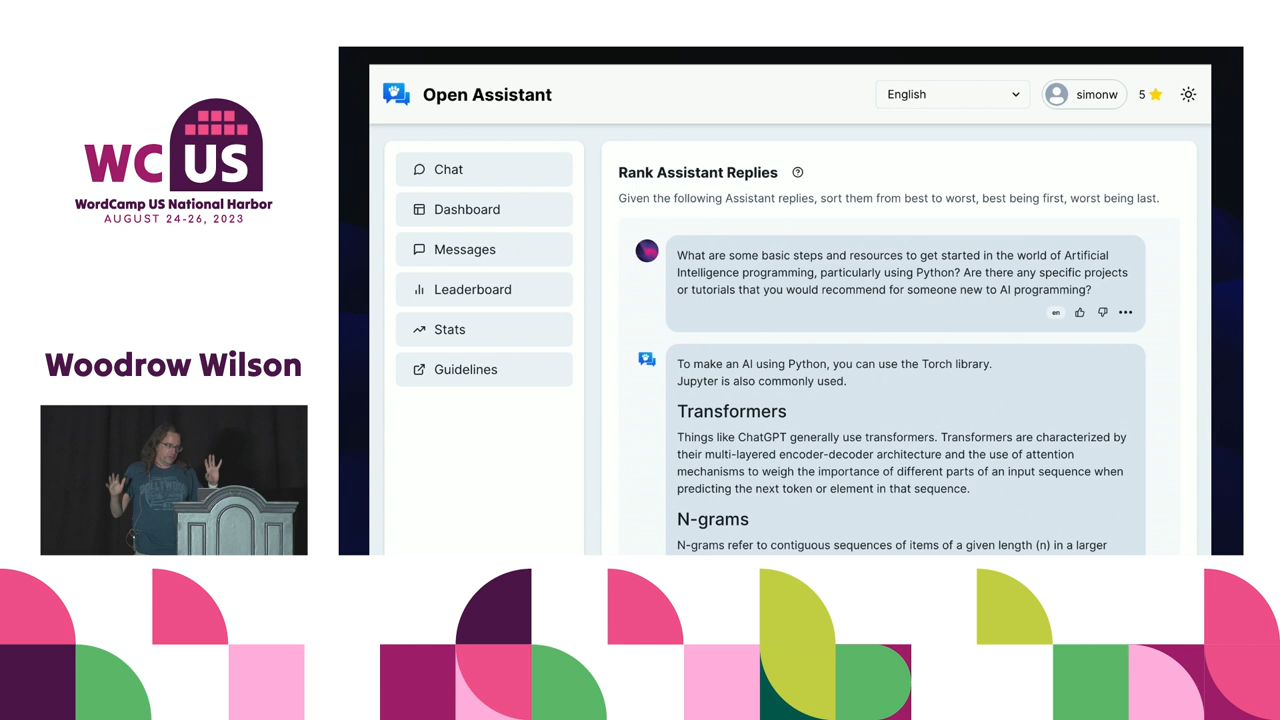 WC US
WordCamp US National Harbor
AUGUST 24-26, 2023
Woodrow Wilson
Open Assistant
English
simonw
5
Chat
Dashboard
Messages
Leaderboard
Stats
Guidelines
Rank Assistant Replies
Given the following Assistant replies, sort them from best to worst, best being first, worst being last.
What are some basic steps and resources to get started in the world of Artificial
Intelligence programming, particularly using Python? Are there any specific projects
or tutorials that you would recommend for someone new to AI programming?
en
To make an AI using Python, you can use the Torch library.
Jupyter is also commonly used.
Transformers
Things like ChatGPT generally use transformers. Transformers are characterized by
their multi-layered encoder-decoder architecture and the use of attention
mechanisms to weigh the importance of different parts of an input sequence when
predicting the next token or element in that sequence.
N-grams
N-grams refer to contiguous sequences of items of a given length (n) in a larger